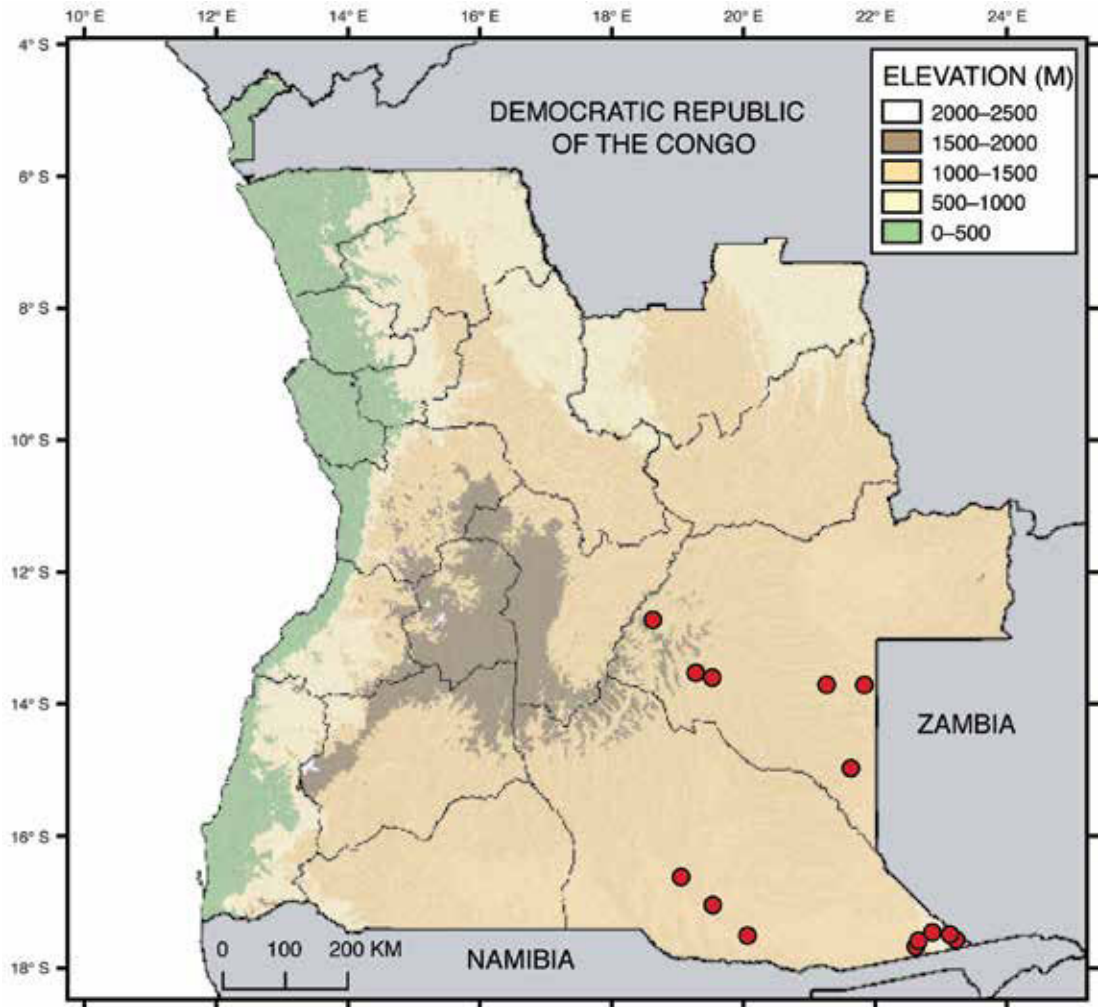 10° E 12° E 14° E 16° E 18° E 20° E 22° E 24° E
4° S
6° S
8° S
10° S
12° S
14° S
16° S
18° S
ELEVATION (M)
2000–2500
1500–2000
1000–1500
500–1000
0–500
DEMOCRATIC REPUBLIC
OF THE CONGO
ZAMBIA
NAMIBIA
0 100 200 KM